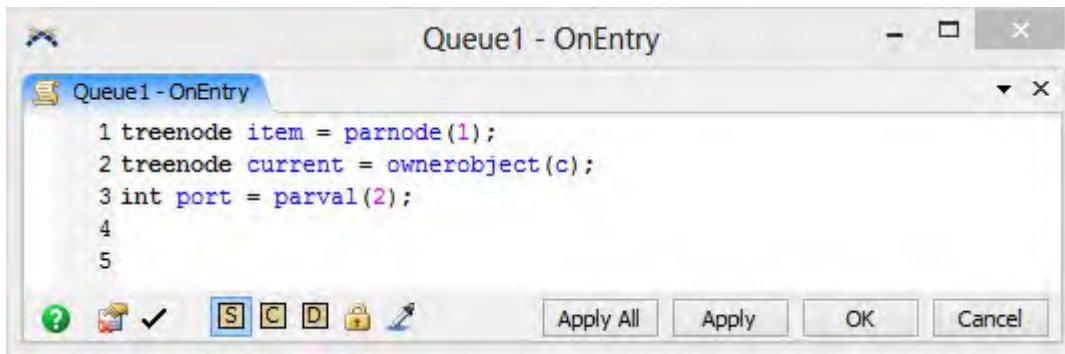 Queue1 - OnEntry
Queue1 - OnEntry
1 treenode item = parnode(1);
2 treenode current = ownerobject(c);
3 int port = parval(2);
4
5
? S C D Apply All Apply OK Cancel